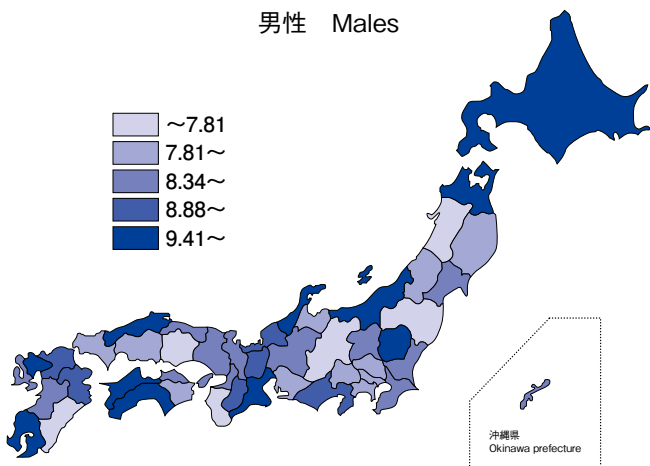 男性　Males
～7.81
7.81～
8.34～
8.88～
9.41～
沖縄県
Okinawa prefecture